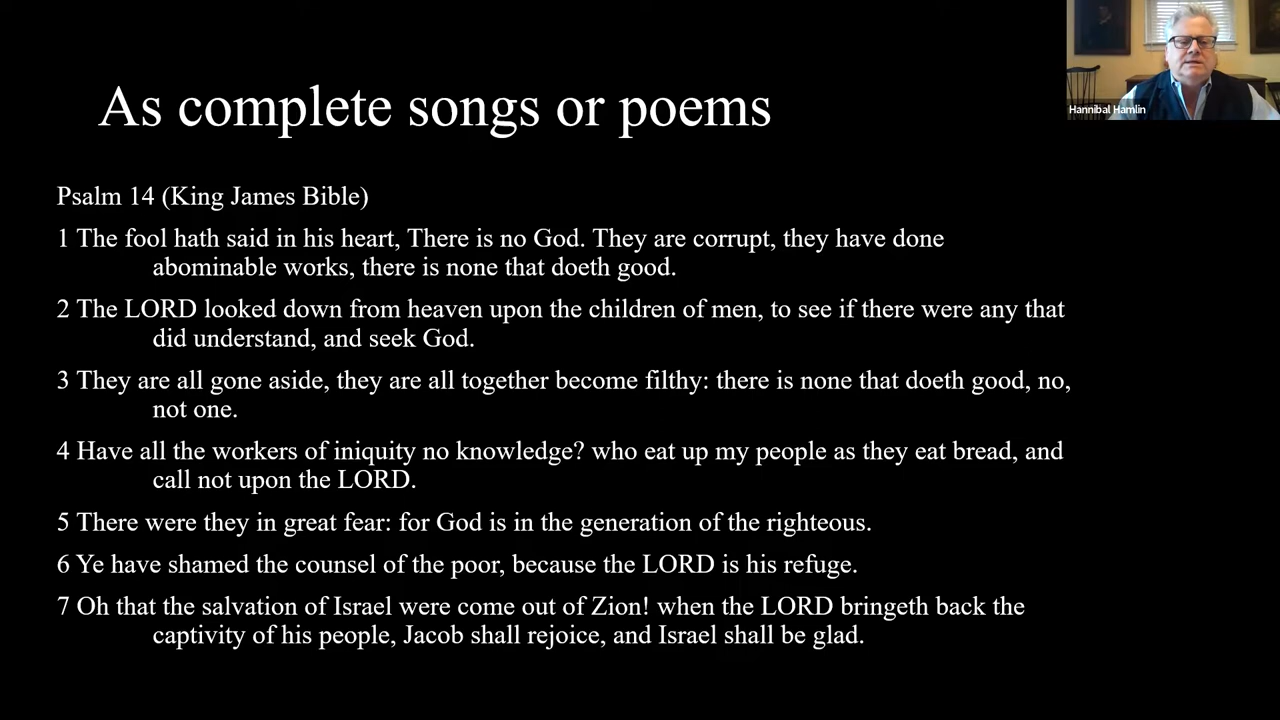 As complete songs or poems
Hannibal Hamlin
Psalm 14 (King James Bible)
1 The fool hath said in his heart, There is no God. They are corrupt, they have done
abominable works, there is none that doeth good.
2 The LORD looked down from heaven upon the children of men, to see if there were any that
did understand, and seek God.
3 They are all gone aside, they are all together become filthy: there is none that doeth good, no,
not one.
4 Have all the workers of iniquity no knowledge? who eat up my people as they eat bread, and
call not upon the LORD.
5 There were they in great fear: for God is in the generation of the righteous.
6 Ye have shamed the counsel of the poor, because the LORD is his refuge.
7 Oh that the salvation of Israel were come out of Zion! when the LORD bringeth back the
captivity of his people, Jacob shall rejoice, and Israel shall be glad.